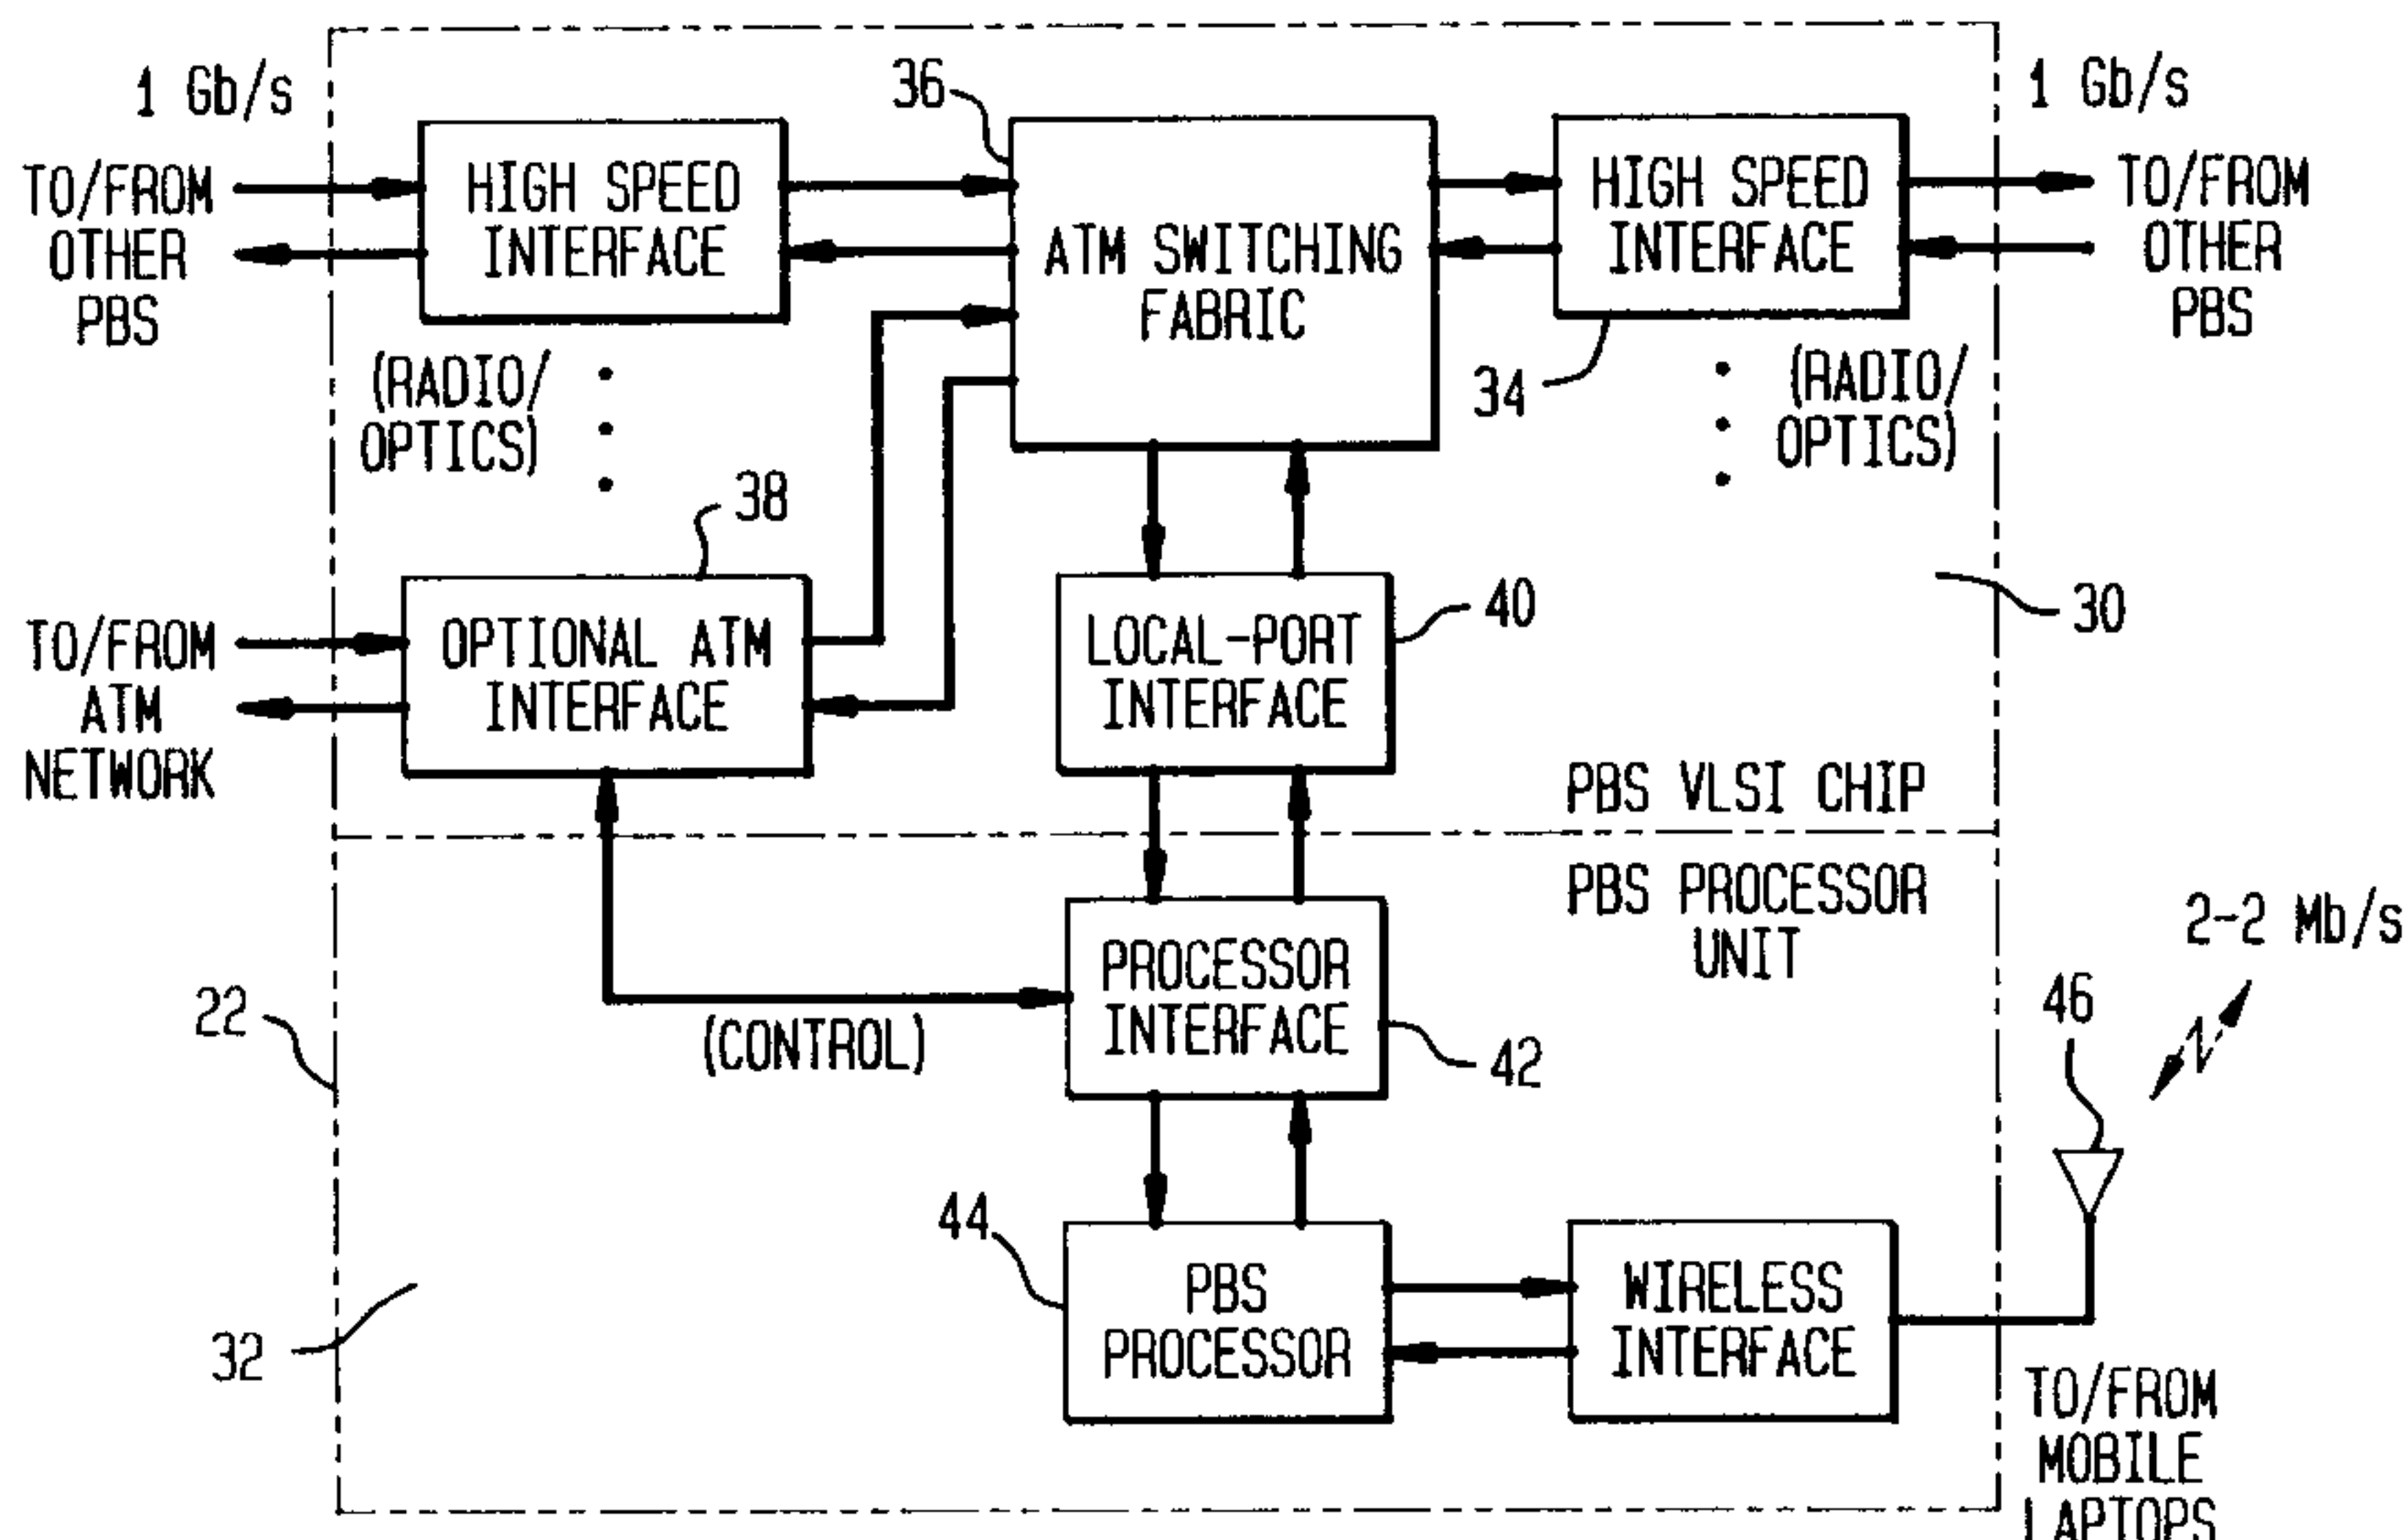 1 Gb/s
36
1 Gb/s
TO/FROM
OTHER
PBS
HIGH SPEED
INTERFACE
ATM SWITCHING
FABRIC
HIGH SPEED
INTERFACE
TO/FROM
OTHER
PBS
(RADIO/
OPTICS)
34
(RADIO/
OPTICS)
38
TO/FROM
ATM
NETWORK
OPTIONAL ATM
INTERFACE
LOCAL-PORT
INTERFACE
40
30
PBS VLSI CHIP
PBS PROCESSOR
UNIT
2-2 Mb/s
22
(CONTROL)
PROCESSOR
INTERFACE
42
46
44
32
PBS
PROCESSOR
WIRELESS
INTERFACE
TO/FROM
MOBILE
LAPTOPS